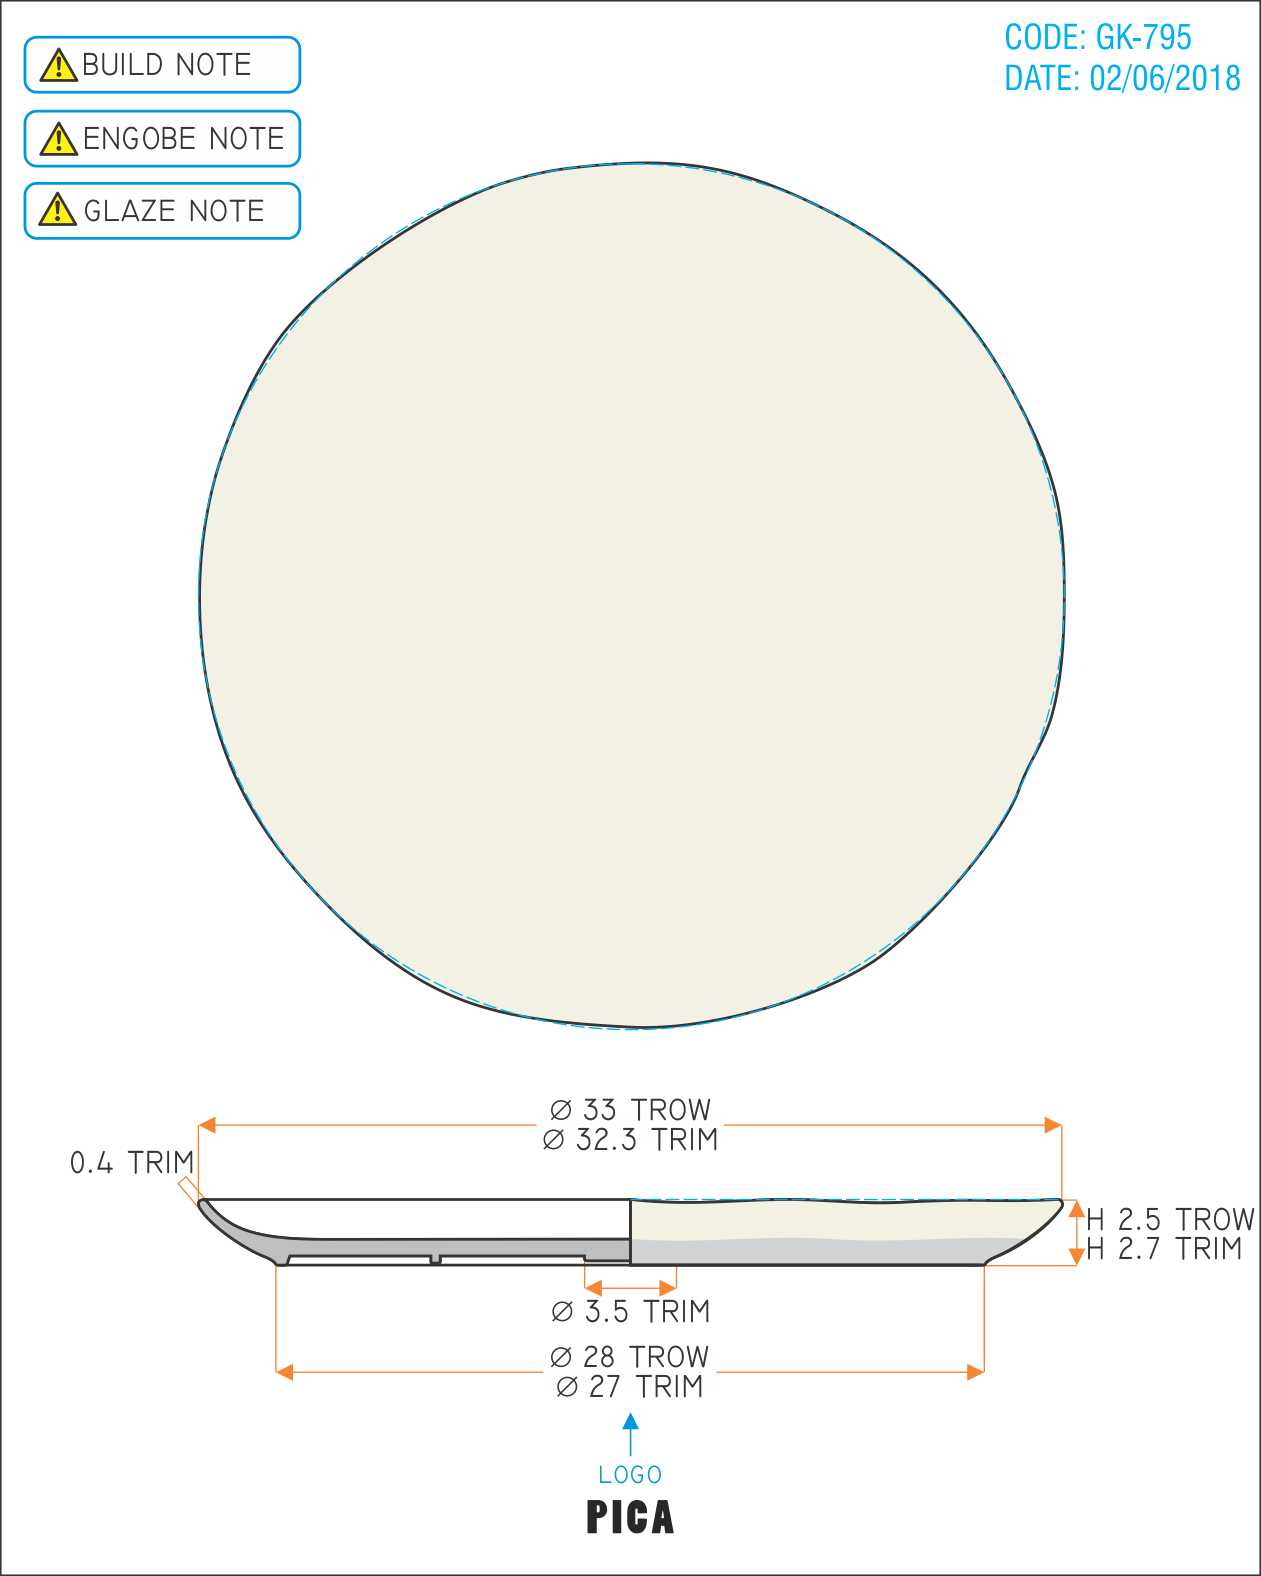 CODE: GK-795
DATE: 02/06/2018
BUILD NOTE
ENGOBE NOTE
GLAZE NOTE
Ø 33 TROW
Ø 32.3 TRIM
0.4 TRIM
H 2.5 TROW
H 2.7 TRIM
Ø 3.5 TRIM
Ø 28 TROW
Ø 27 TRIM
LOGO
PICA